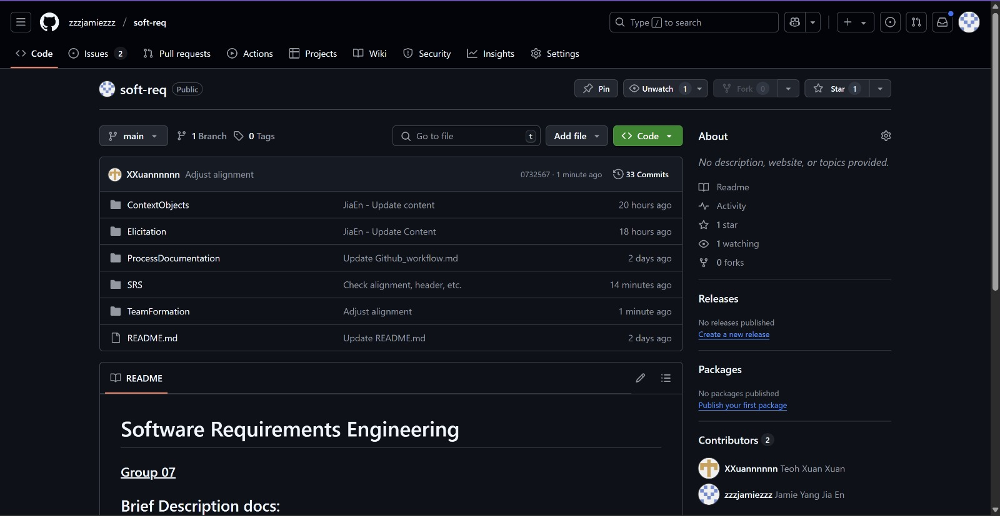 zzzjamiezzz / soft-req
Type / to search
Code
Issues 2
Pull requests
Actions
Projects
Wiki
Security
Insights
Settings
soft-req Public
Pin
Unwatch 1
Fork 0
Star 1
main
1 Branch
0 Tags
Go to file t
Add file
Code
XXuannnnnn Adjust alignment 0732567 · 1 minute ago 33 Commits
ContextObjects JiaEn - Update content 20 hours ago
Elicitation JiaEn - Update Content 18 hours ago
ProcessDocumentation Update Github_workflow.md 2 days ago
SRS Check alignment, header, etc. 14 minutes ago
TeamFormation Adjust alignment 1 minute ago
README.md Update README.md 2 days ago
README
Software Requirements Engineering
Group 07
Brief Description docs:
About
No description, website, or topics provided.
Readme
Activity
1 star
1 watching
0 forks
Releases
No releases published
Create a new release
Packages
No packages published
Publish your first package
Contributors 2
XXuannnnnn Teoh Xuan Xuan
zzzjamiezzz Jamie Yang Jia En